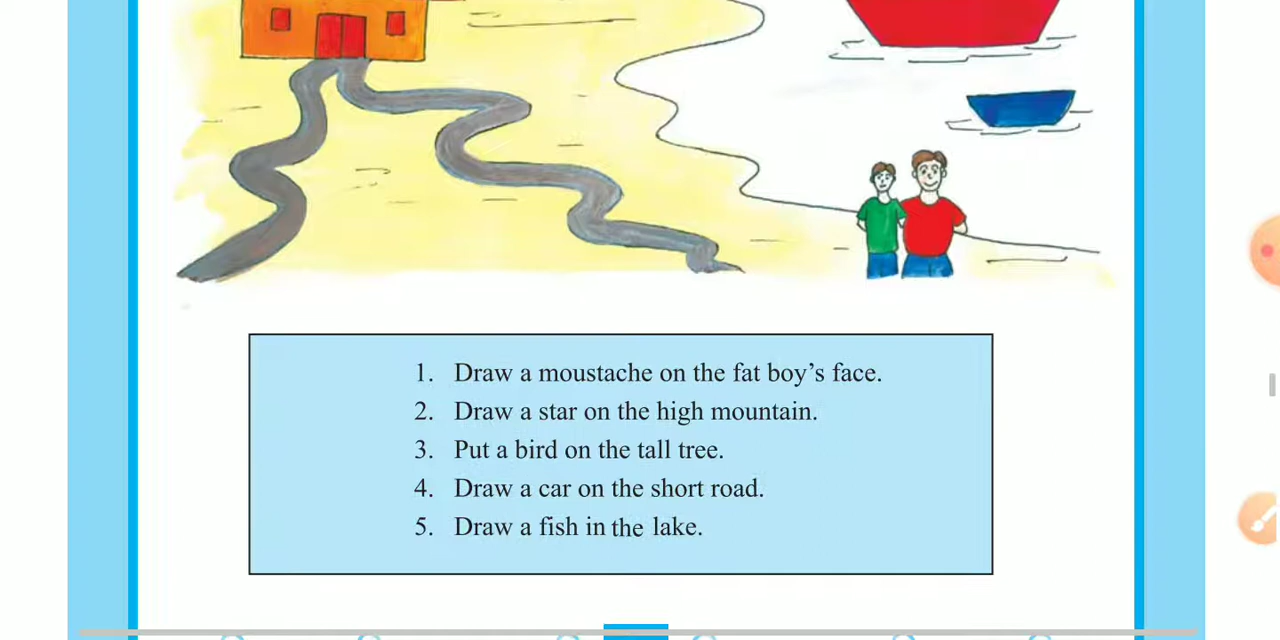 1. Draw a moustache on the fat boy’s face.
2. Draw a star on the high mountain.
3. Put a bird on the tall tree.
4. Draw a car on the short road.
5. Draw a fish in the lake.